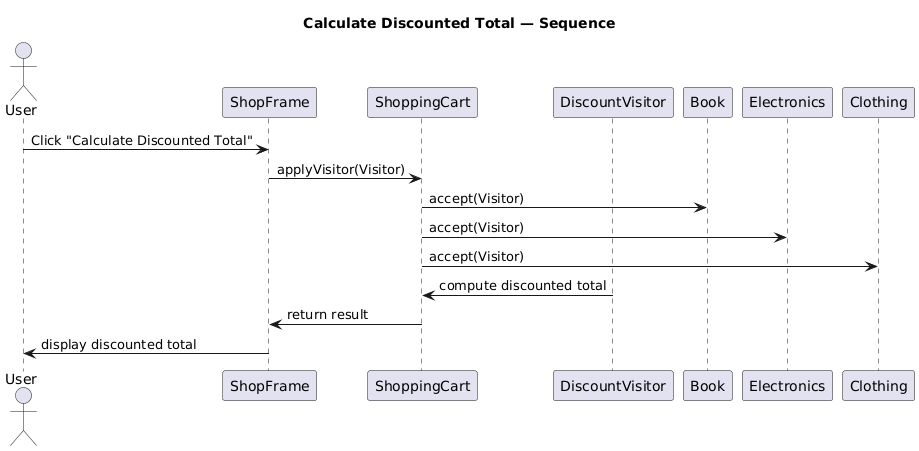 Calculate Discounted Total — Sequence
User
ShopFrame
ShoppingCart
DiscountVisitor
Book
Electronics
Clothing
Click "Calculate Discounted Total"
applyVisitor(Visitor)
accept(Visitor)
accept(Visitor)
accept(Visitor)
compute discounted total
return result
display discounted total
User
ShopFrame
ShoppingCart
DiscountVisitor
Book
Electronics
Clothing